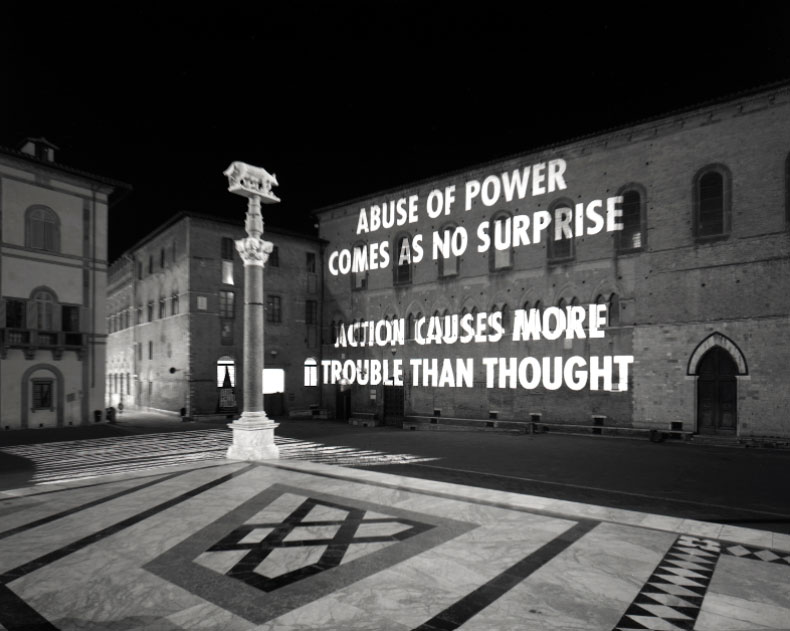 ABUSE OF POWER
COMES AS NO SURPRISE
ACTION CAUSES MORE
TROUBLE THAN THOUGHT